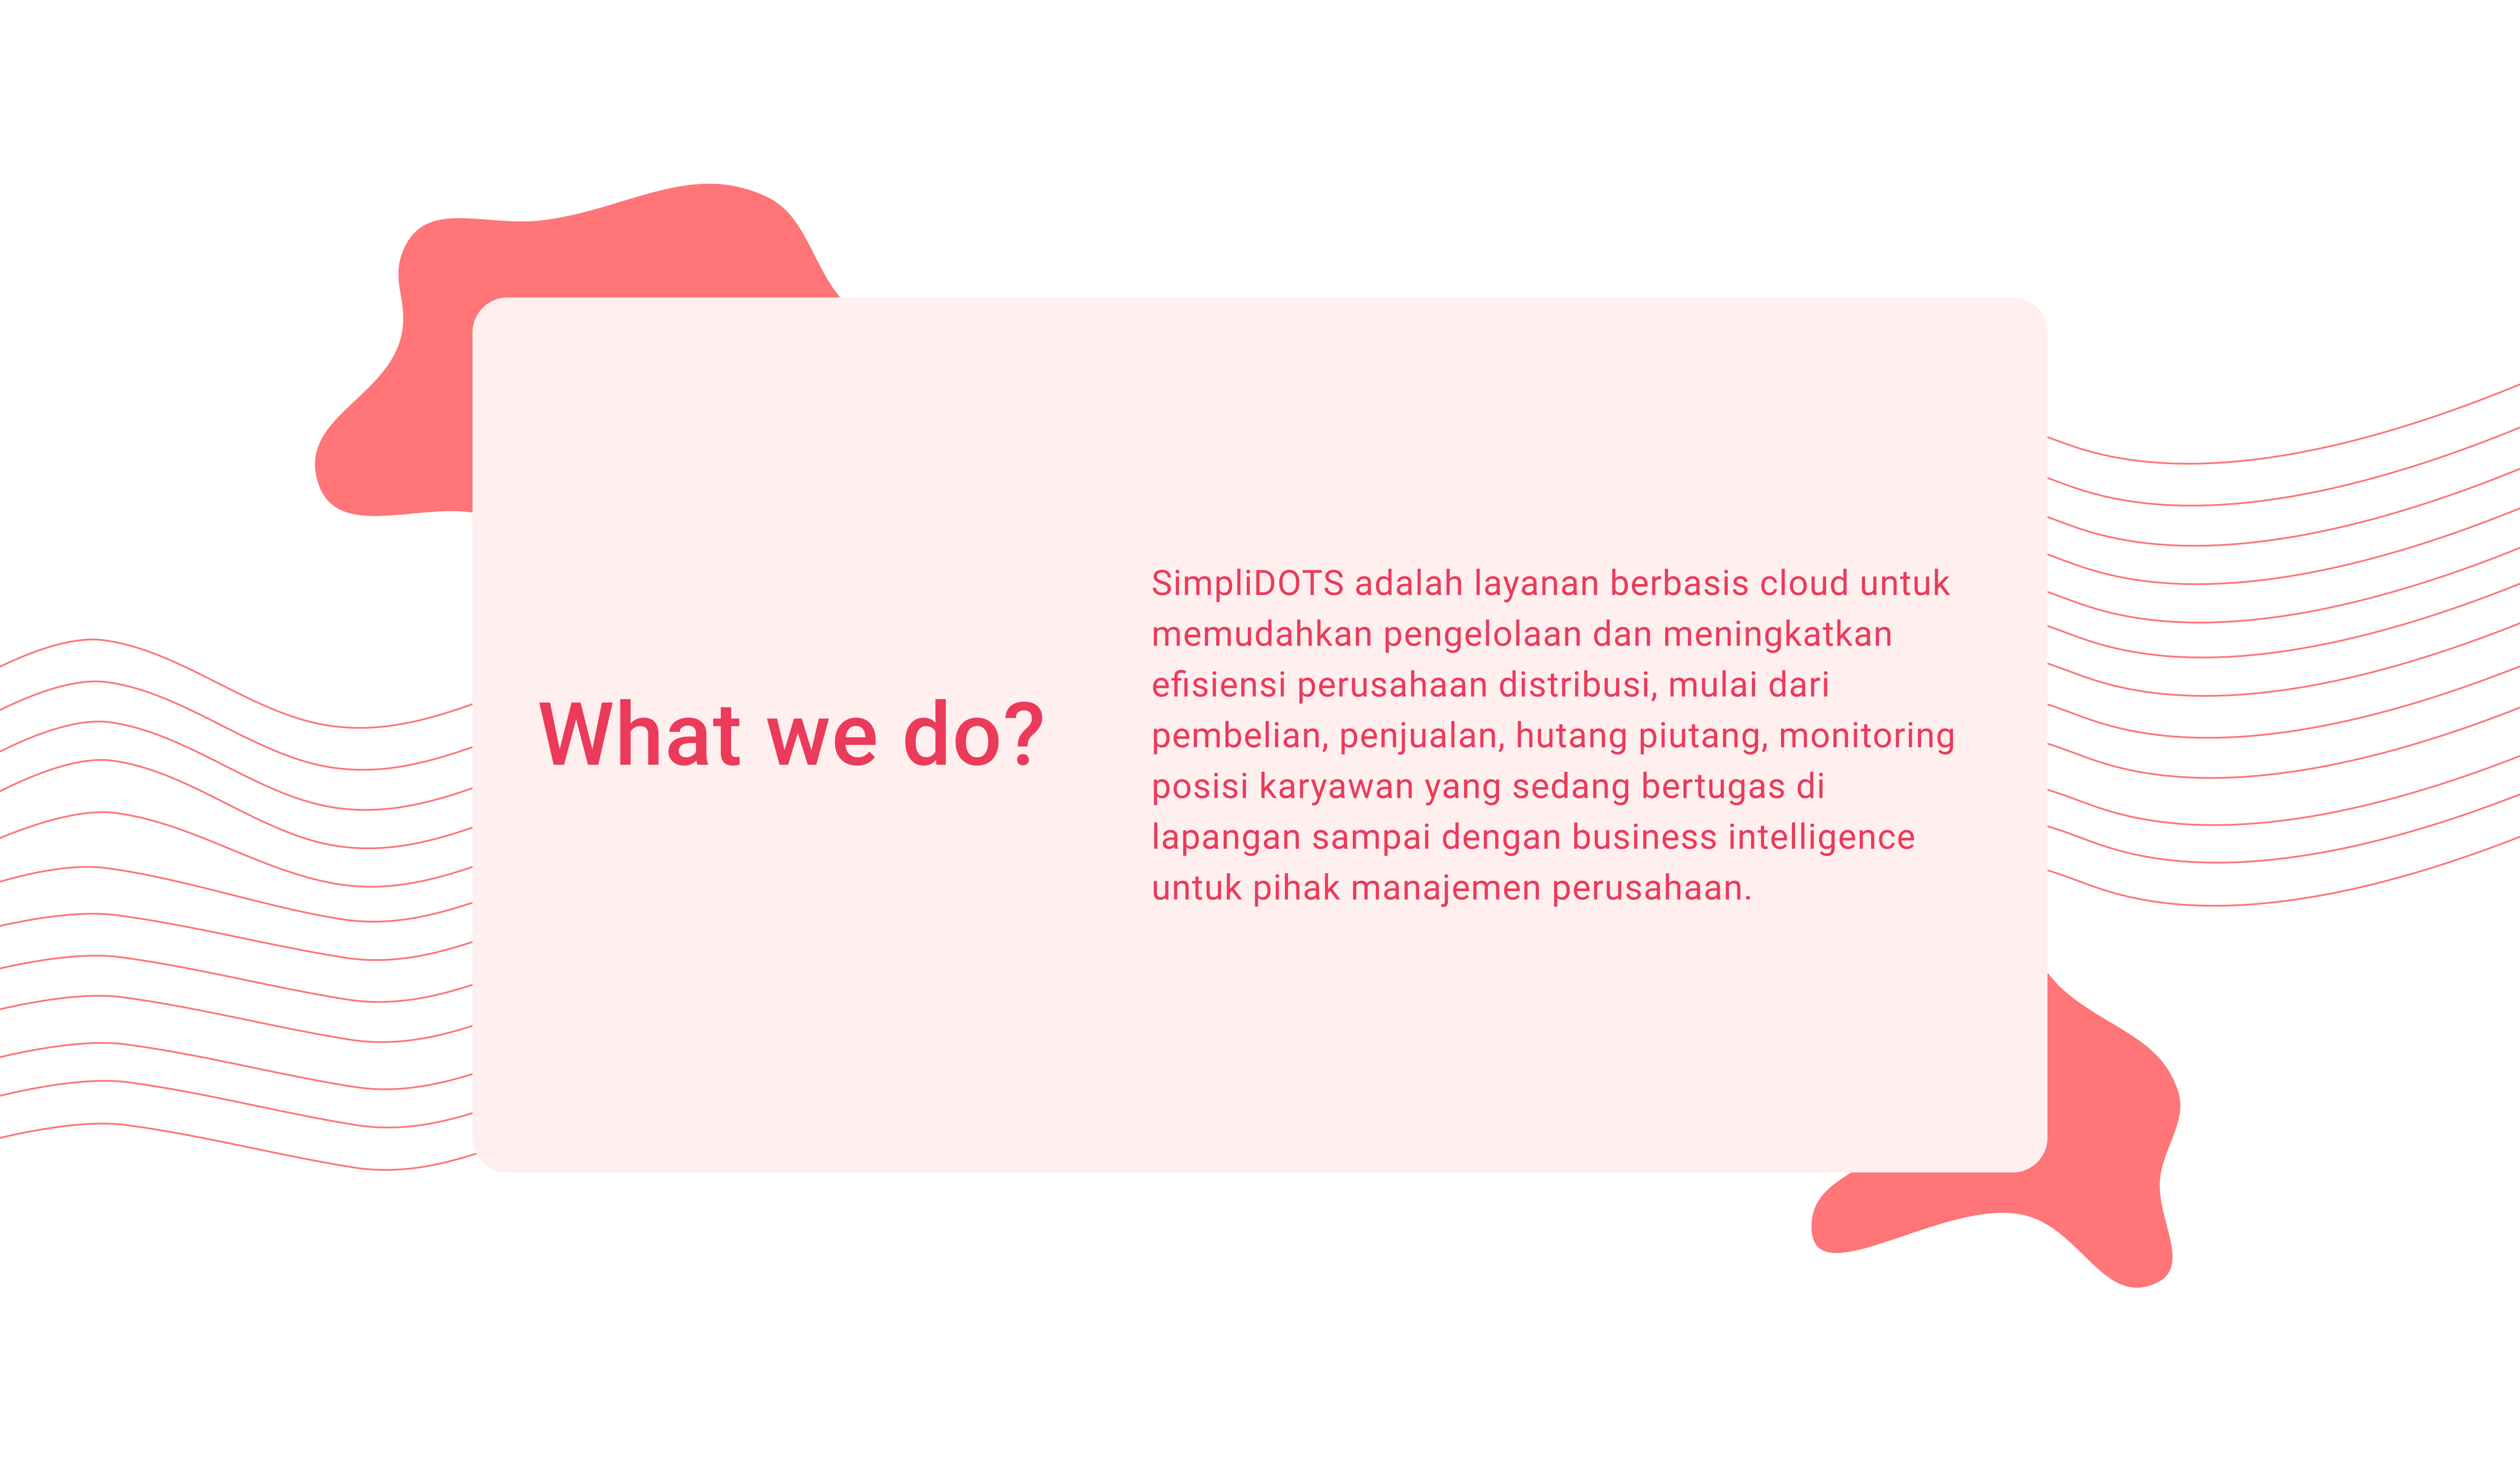 What we do?
SimpliDOTS adalah layanan berbasis cloud untuk
memudahkan pengelolaan dan meningkatkan
efisiensi perusahaan distribusi, mulai dari
pembelian, penjualan, hutang piutang, monitoring
posisi karyawan yang sedang bertugas di
lapangan sampai dengan business intelligence
untuk pihak manajemen perusahaan.